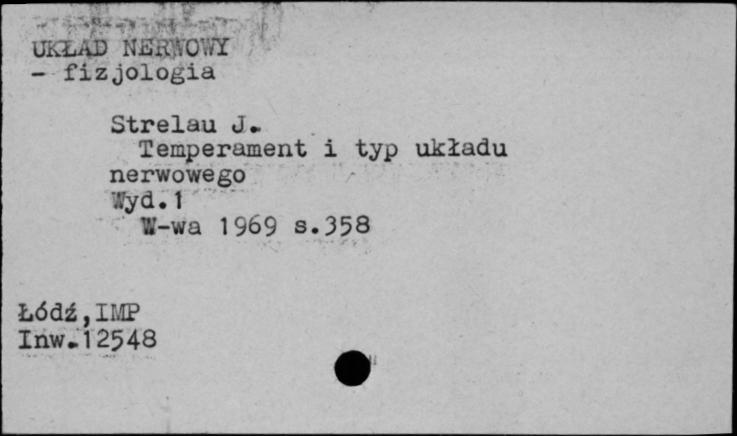 UKŁAD NERWOWY
- fizjologia
Strelau J.
Temperament i typ układu
nerwowego
Wyd.1
W-wa 1969 s.358
Łódź,IMP
Inw.12548